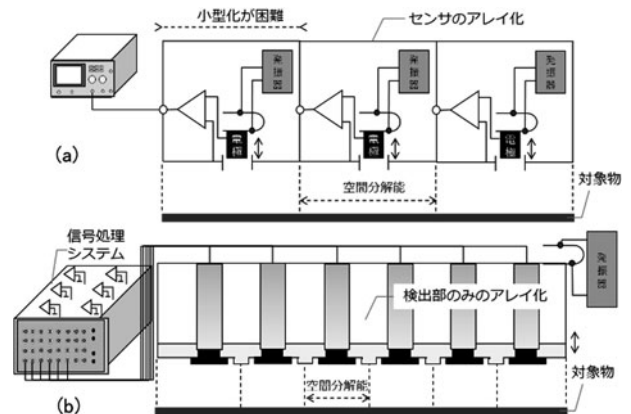 小型化が困難
センサのアレイ化
発振器
発振器
発振器
電極
電極
電極
(a)
空間分解能
対象物
信号処理
システム
発振器
検出部のみのアレイ化
空間分解能
対象物
(b)